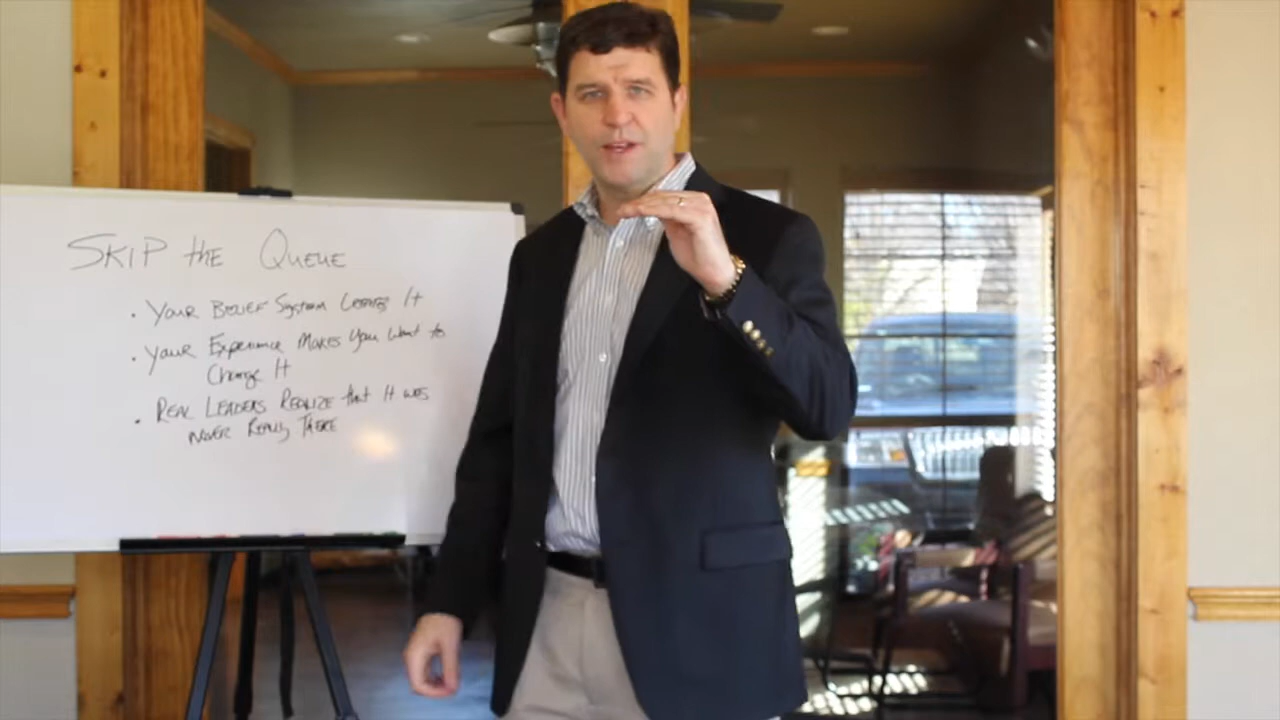 SKIP the QUEUE
• YOUR BELIEF SYSTEM CREATES It
• YOUR Experience MAKES You Want to
Change It
• REAL LEADERS REALIZE that It was
NEVER Really THERE